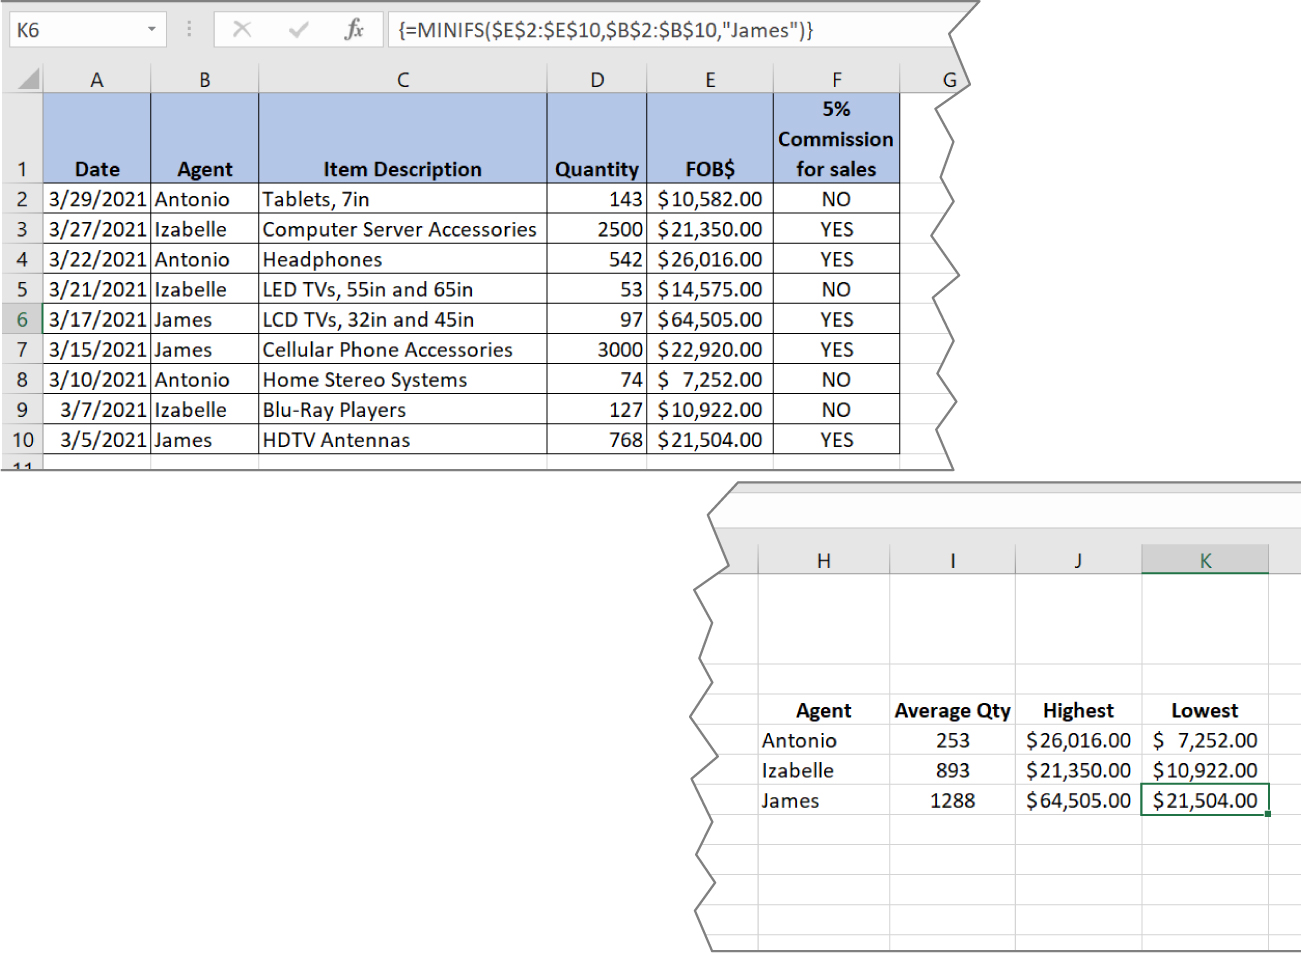 K6 fx {=MINIFS($E$2:$E$10,$B$2:$B$10,"James")}
A B C D E F G
1 Date Agent Item Description Quantity FOB$ 5% Commission for sales
2 3/29/2021 Antonio Tablets, 7in 143 $10,582.00 NO
3 3/27/2021 Izabelle Computer Server Accessories 2500 $21,350.00 YES
4 3/22/2021 Antonio Headphones 542 $26,016.00 YES
5 3/21/2021 Izabelle LED TVs, 55in and 65in 53 $14,575.00 NO
6 3/17/2021 James LCD TVs, 32in and 45in 97 $64,505.00 YES
7 3/15/2021 James Cellular Phone Accessories 3000 $22,920.00 YES
8 3/10/2021 Antonio Home Stereo Systems 74 $ 7,252.00 NO
9 3/7/2021 Izabelle Blu-Ray Players 127 $10,922.00 NO
10 3/5/2021 James HDTV Antennas 768 $21,504.00 YES
11
H I J K
Agent Average Qty Highest Lowest
Antonio 253 $26,016.00 $ 7,252.00
Izabelle 893 $21,350.00 $10,922.00
James 1288 $64,505.00 $21,504.00